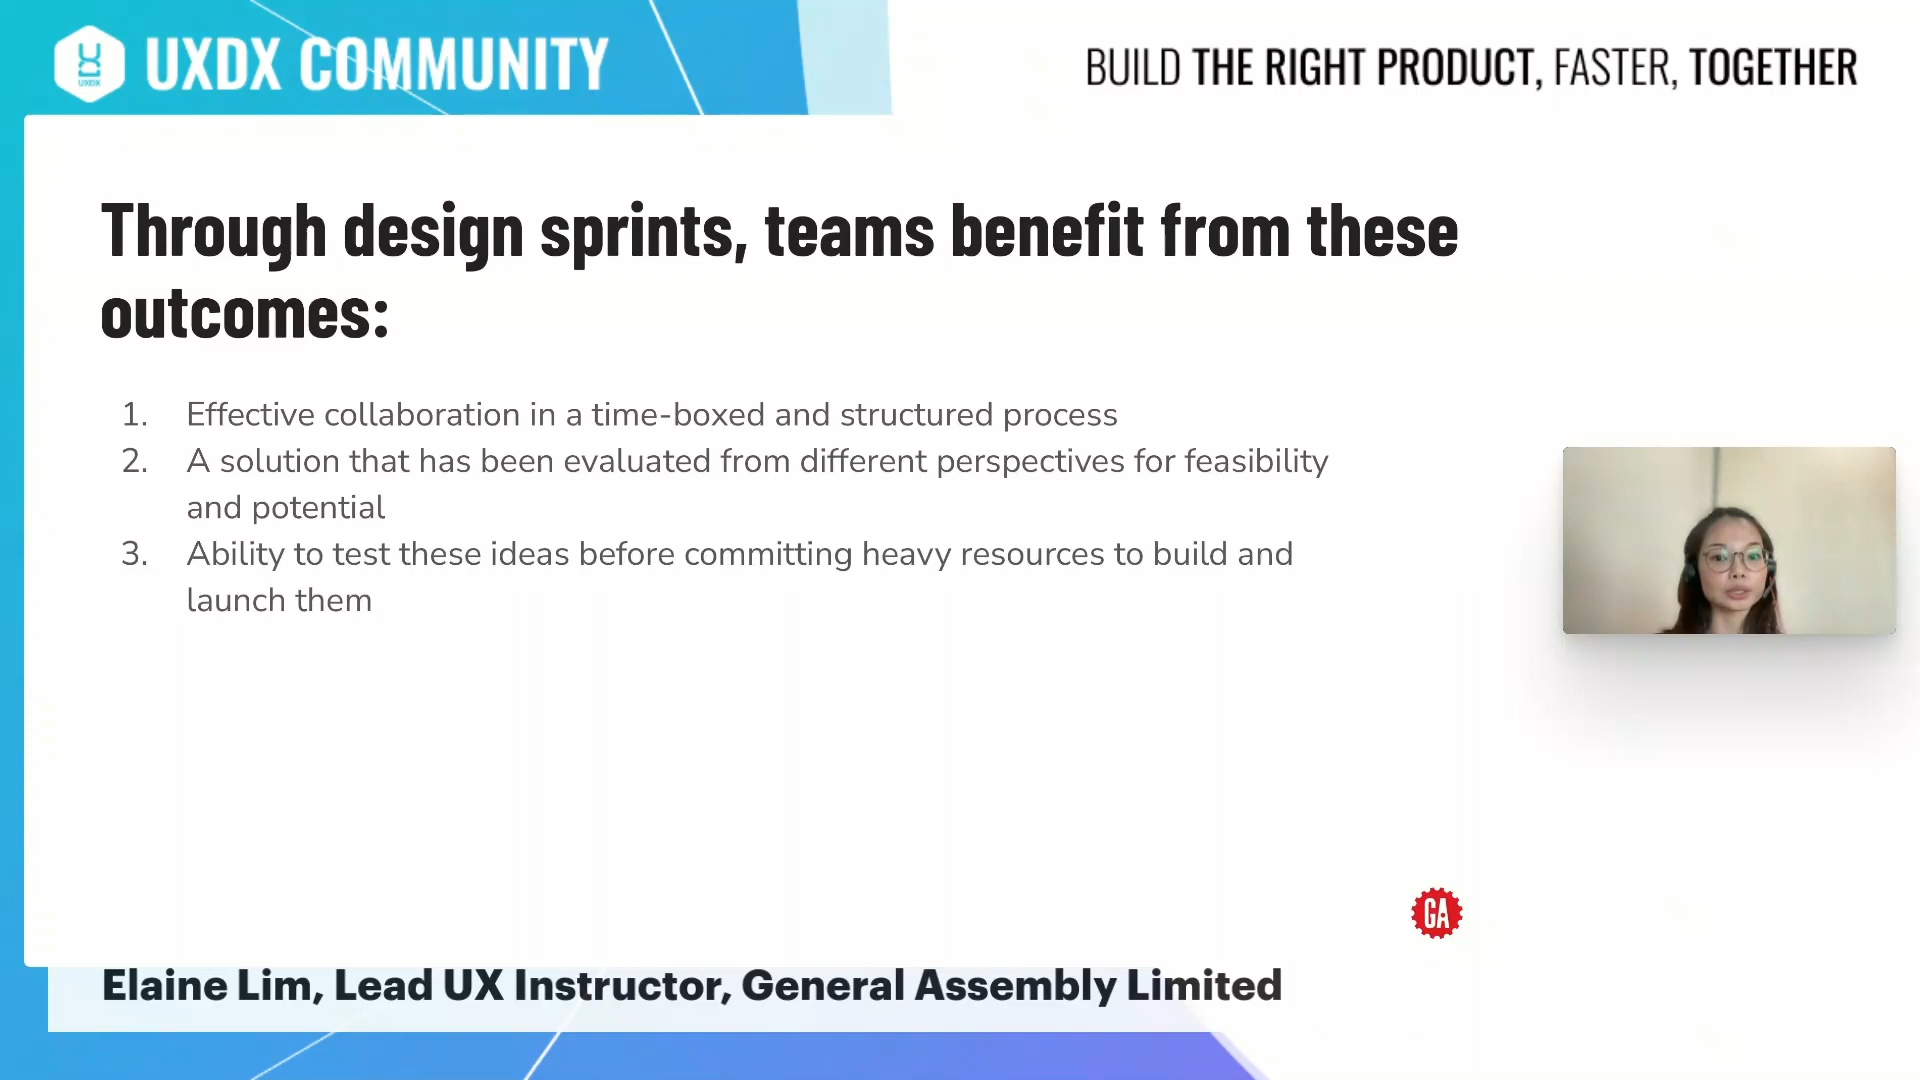 UXDX
UXDX COMMUNITY
BUILD THE RIGHT PRODUCT, FASTER, TOGETHER
Through design sprints, teams benefit from these
outcomes:
1. Effective collaboration in a time-boxed and structured process
2. A solution that has been evaluated from different perspectives for feasibility
and potential
3. Ability to test these ideas before committing heavy resources to build and
launch them
GA
Elaine Lim, Lead UX Instructor, General Assembly Limited